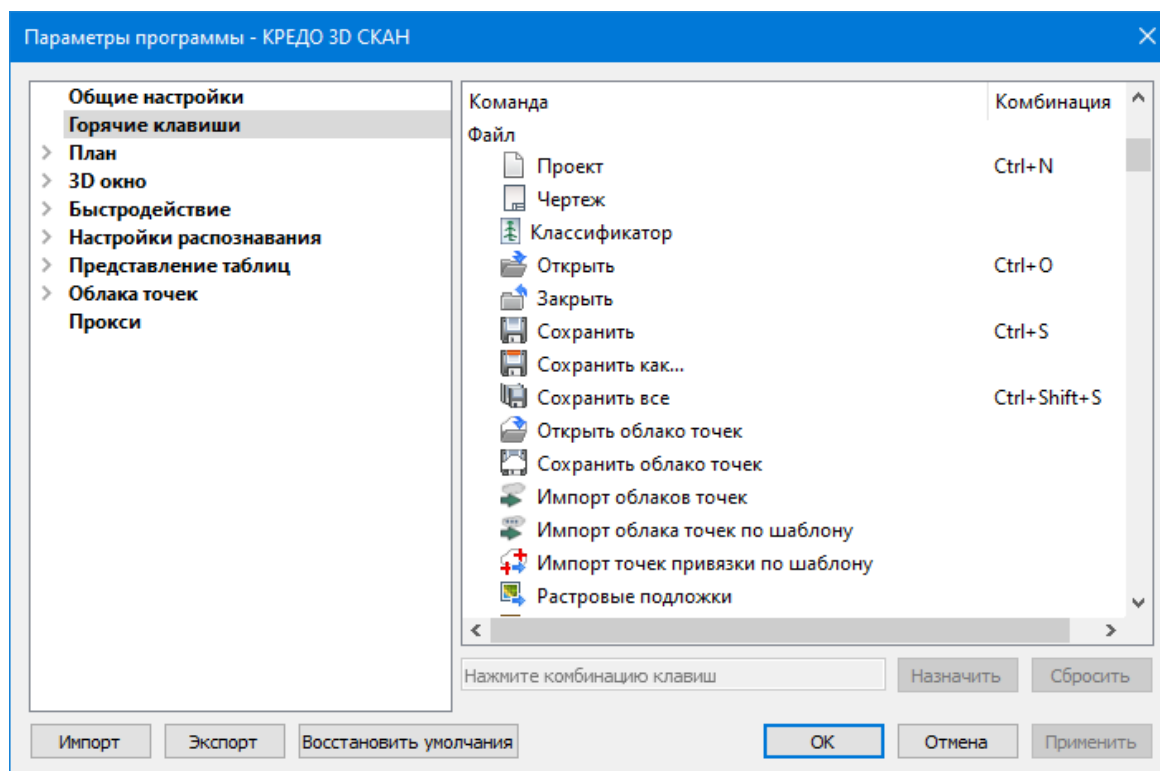 Параметры программы - КРЕДО 3D СКАН
Общие настройки
Горячие клавиши
План
3D окно
Быстродействие
Настройки распознавания
Представление таблиц
Облака точек
Прокси
Команда Комбинация
Файл
Проект Ctrl+N
Чертеж
Классификатор
Открыть Ctrl+O
Закрыть
Сохранить Ctrl+S
Сохранить как...
Сохранить все Ctrl+Shift+S
Открыть облако точек
Сохранить облако точек
Импорт облаков точек
Импорт облака точек по шаблону
Импорт точек привязки по шаблону
Растровые подложки
Нажмите комбинацию клавиш Назначить Сбросить
Импорт Экспорт Восстановить умолчания OK Отмена Применить